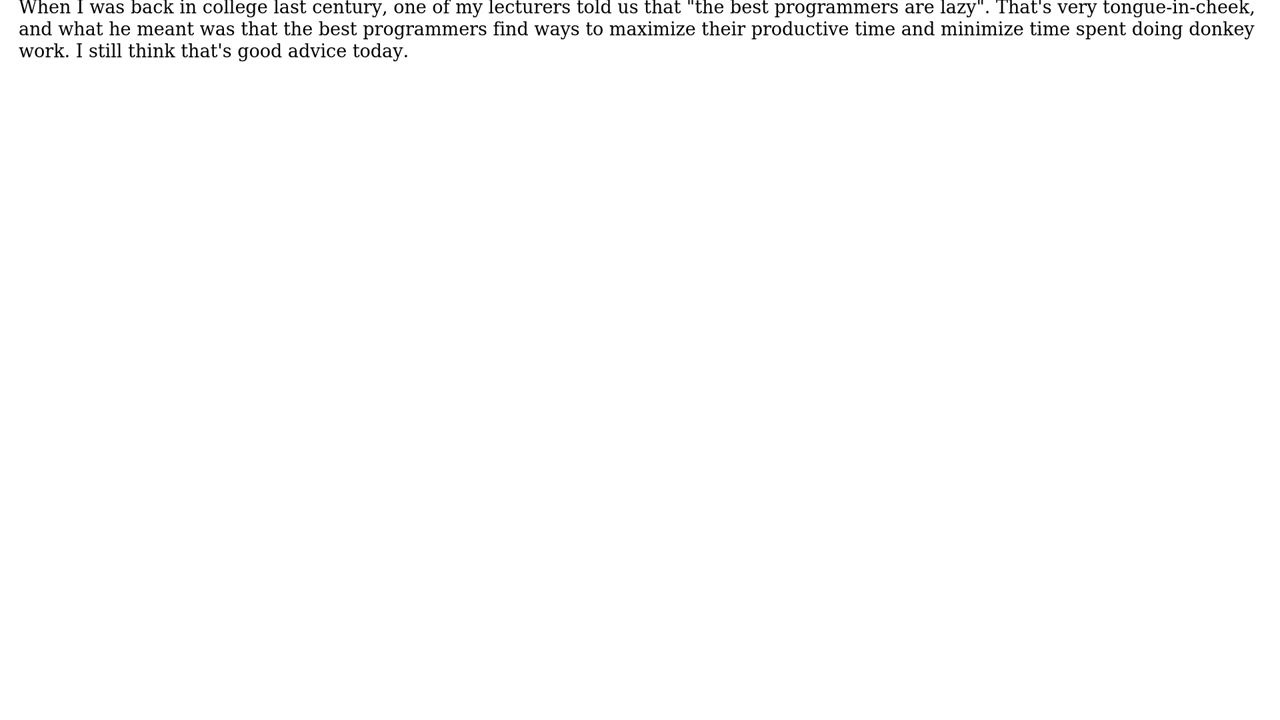 When I was back in college last century, one of my lecturers told us that "the best programmers are lazy". That's very tongue-in-cheek,
and what he meant was that the best programmers find ways to maximize their productive time and minimize time spent doing donkey
work. I still think that's good advice today.